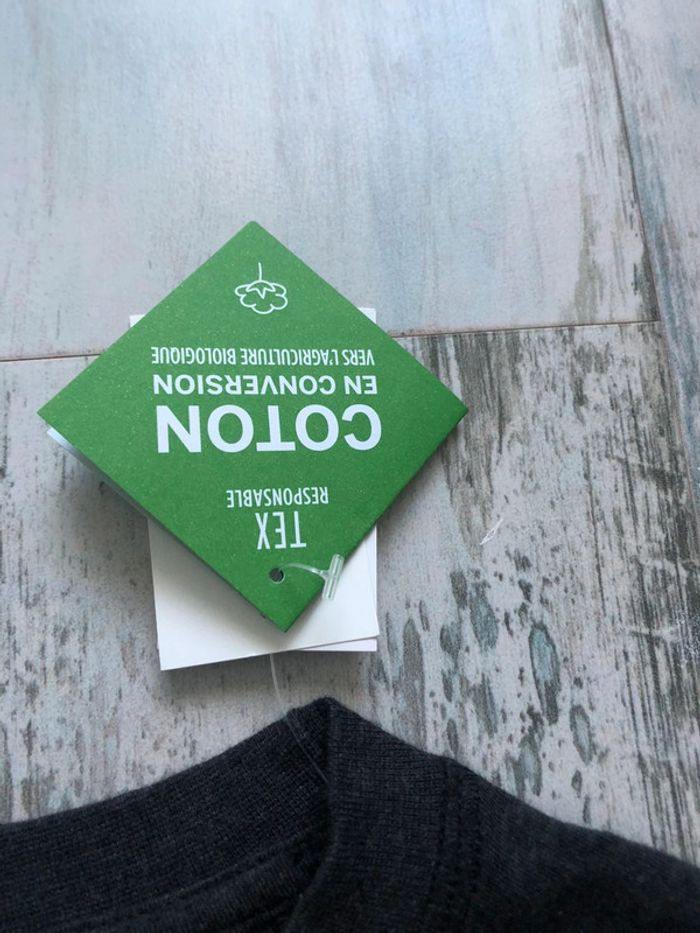 TEX
RESPONSABLE
COTON
EN CONVERSION
VERS L'AGRICULTURE BIOLOGIQUE